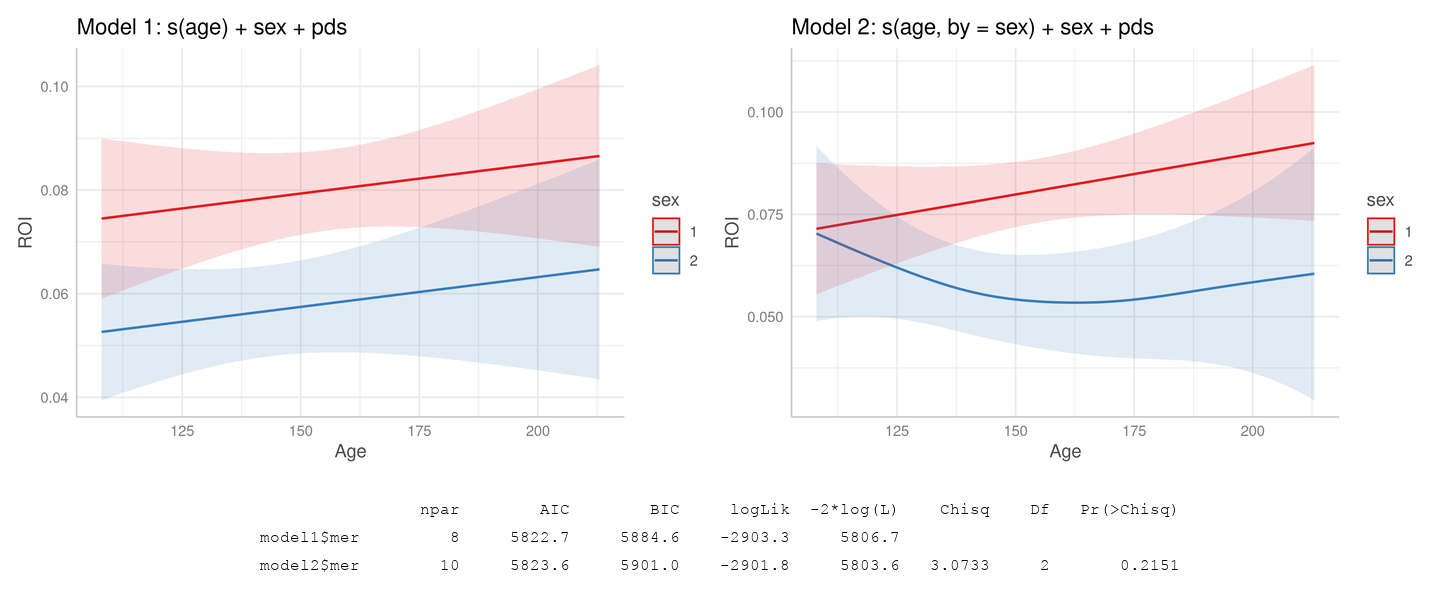 Model 1: s(age) + sex + pds
0.10
0.08
0.06
0.04
ROI
125 150 175 200
Age
sex
1
2
Model 2: s(age, by = sex) + sex + pds
0.100
0.075
0.050
ROI
125 150 175 200
Age
sex
1
2
npar AIC BIC logLik -2*log(L) Chisq Df Pr(>Chisq)
model1$mer 8 5822.7 5884.6 -2903.3 5806.7
model2$mer 10 5823.6 5901.0 -2901.8 5803.6 3.0733 2 0.2151